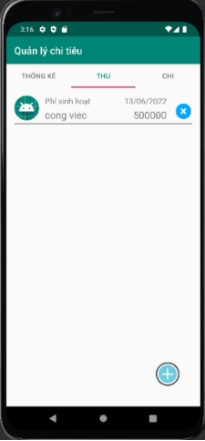 3:16
Quản lý chi tiêu
THỐNG KÊ THU CHI
Phí sinh hoạt 13/06/2022
cong viec 500000